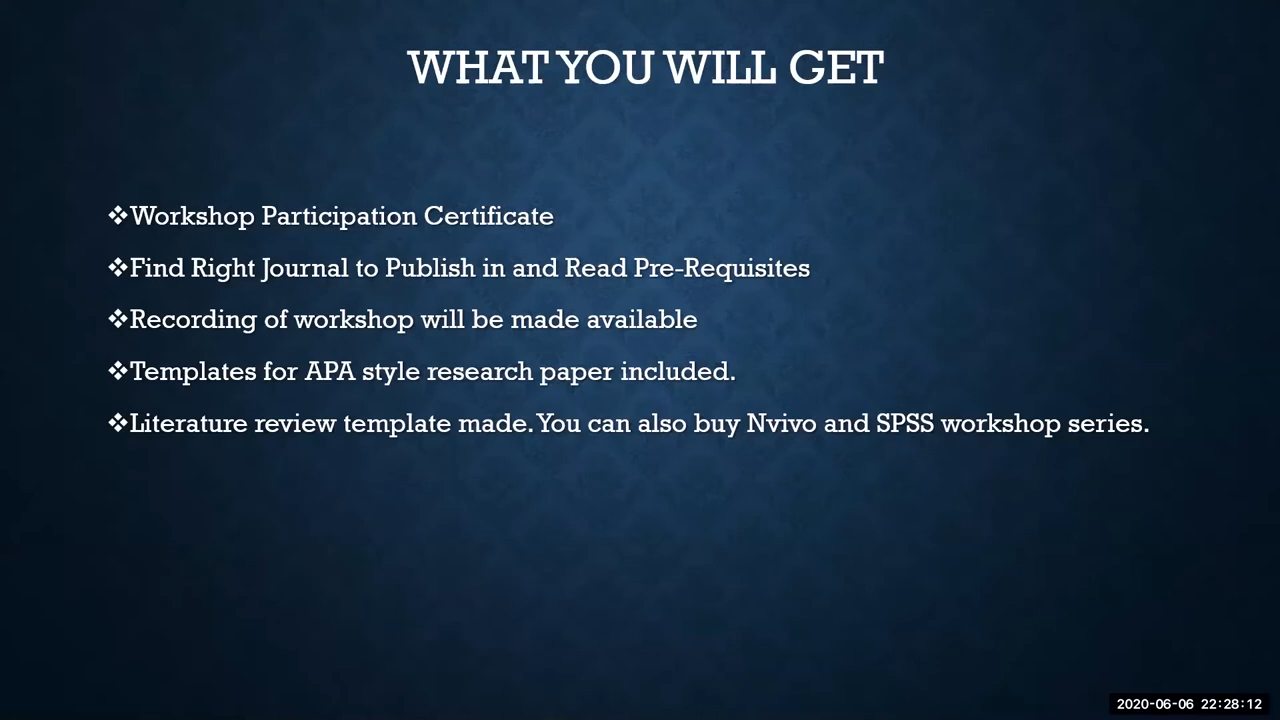 WHAT YOU WILL GET
❖Workshop Participation Certificate
❖Find Right Journal to Publish in and Read Pre-Requisites
❖Recording of workshop will be made available
❖Templates for APA style research paper included.
❖Literature review template made. You can also buy Nvivo and SPSS workshop series.
2020-06-06 22:28:12